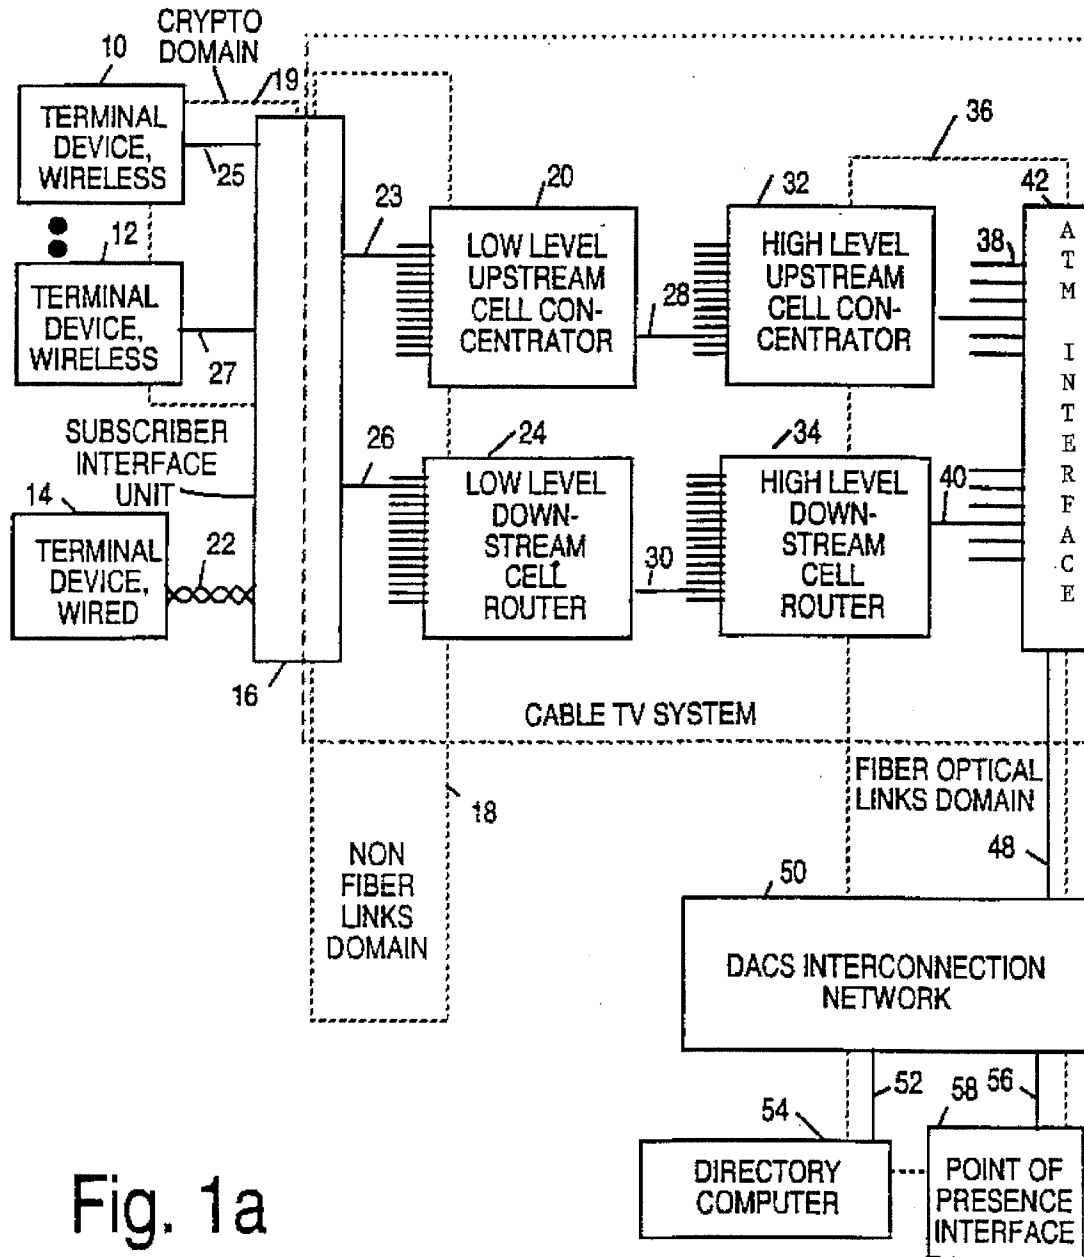 CRYPTO
DOMAIN
10
19
TERMINAL
DEVICE,
WIRELESS
25
12
TERMINAL
DEVICE,
WIRELESS
27
SUBSCRIBER
INTERFACE
UNIT
14
TERMINAL
DEVICE,
WIRED
22
16
23
20
LOW LEVEL
UPSTREAM
CELL CON-
CENTRATOR
28
32
HIGH LEVEL
UPSTREAM
CELL CON-
CENTRATOR
36
38
42
ATM INTERFACE
26
24
LOW LEVEL
DOWN-
STREAM
CELL
ROUTER
30
34
HIGH LEVEL
DOWN-
STREAM
CELL
ROUTER
40
CABLE TV SYSTEM
18
NON
FIBER
LINKS
DOMAIN
FIBER OPTICAL
LINKS DOMAIN
48
50
DACS INTERCONNECTION
NETWORK
52
56
54
58
DIRECTORY
COMPUTER
POINT OF
PRESENCE
INTERFACE
Fig. 1a